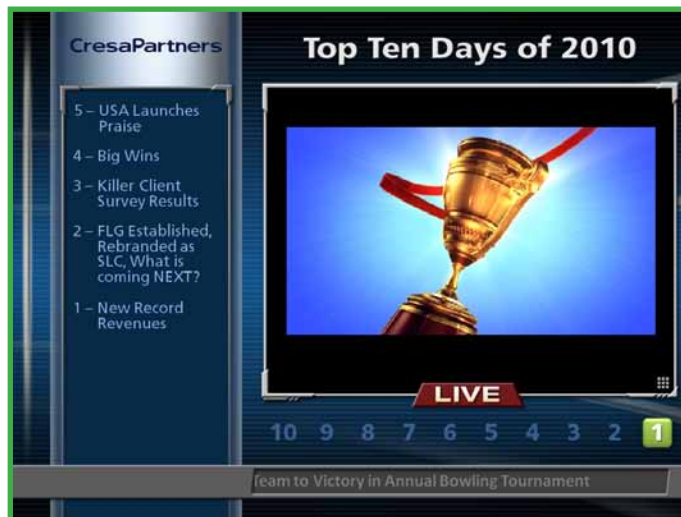 CresaPartners
Top Ten Days of 2010
5 – USA Launches
Praise
4 – Big Wins
3 – Killer Client
Survey Results
2 – FLG Established,
Rebranded as
SLC, What is
coming NEXT?
1 – New Record
Revenues
LIVE
10 9 8 7 6 5 4 3 2 1
Team to Victory in Annual Bowling Tournament